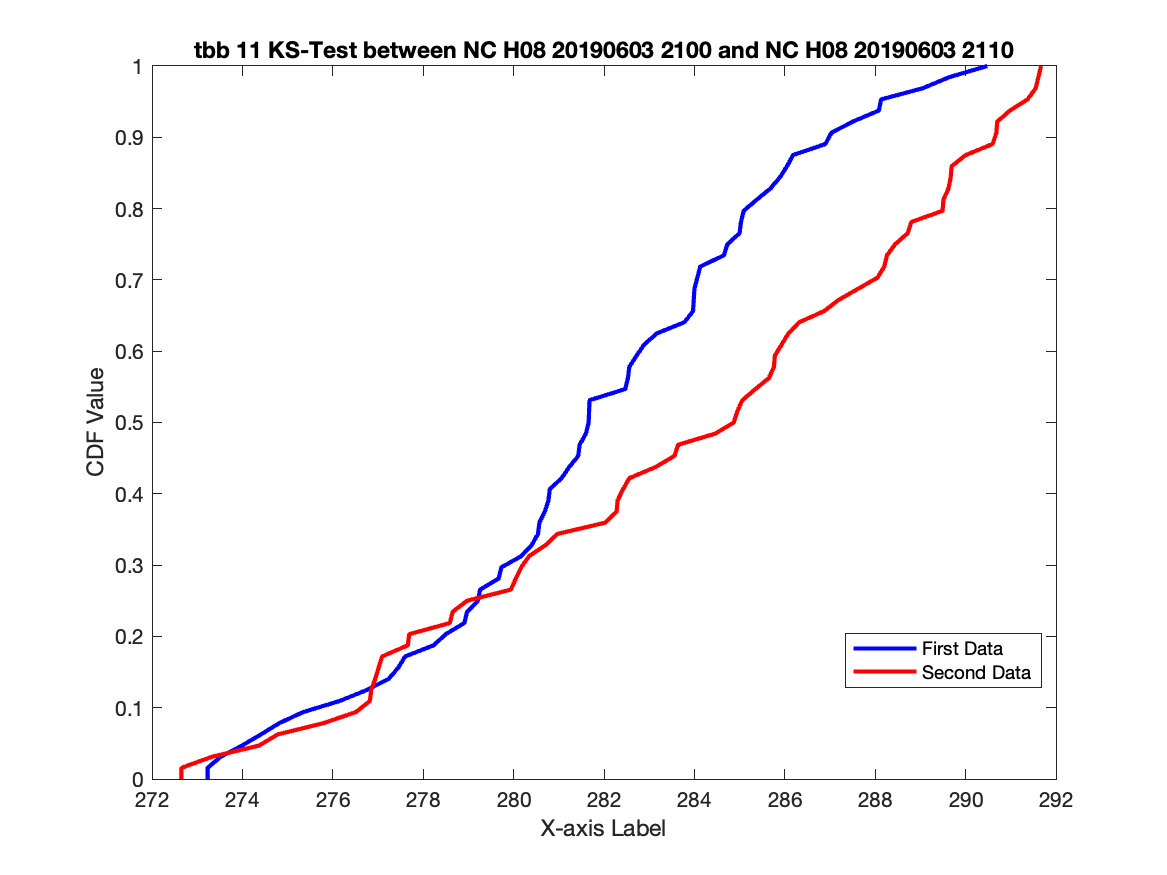 tbb 11 KS-Test between NC H08 20190603 2100 and NC H08 20190603 2110
1
0.9
0.8
0.7
0.6
0.5
0.4
0.3
0.2
0.1
0
CDF Value
First Data
Second Data
272 274 276 278 280 282 284 286 288 290 292
X-axis Label